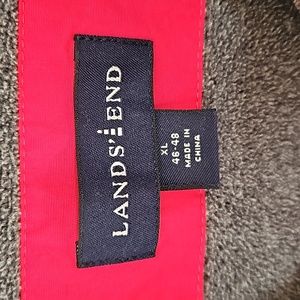 LANDS' END
XL
46-48
MADE IN
CHINA